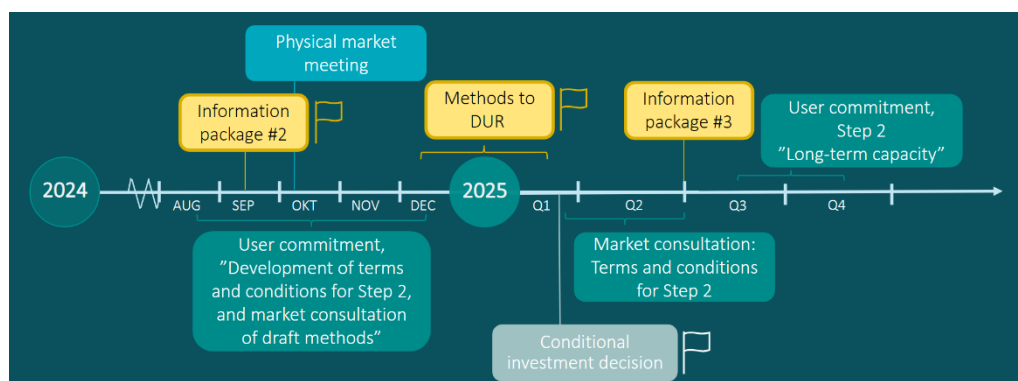 Physical market
meeting
Information
package #2
Methods to
DUR
Information
package #3
User commitment,
Step 2
”Long-term capacity”
2024
AUG
SEP
OKT
NOV
DEC
2025
Q1
Q2
Q3
Q4
User commitment,
”Development of terms
and conditions for Step 2,
and market consultation
of draft methods”
Market consultation:
Terms and conditions
for Step 2
Conditional
investment decision